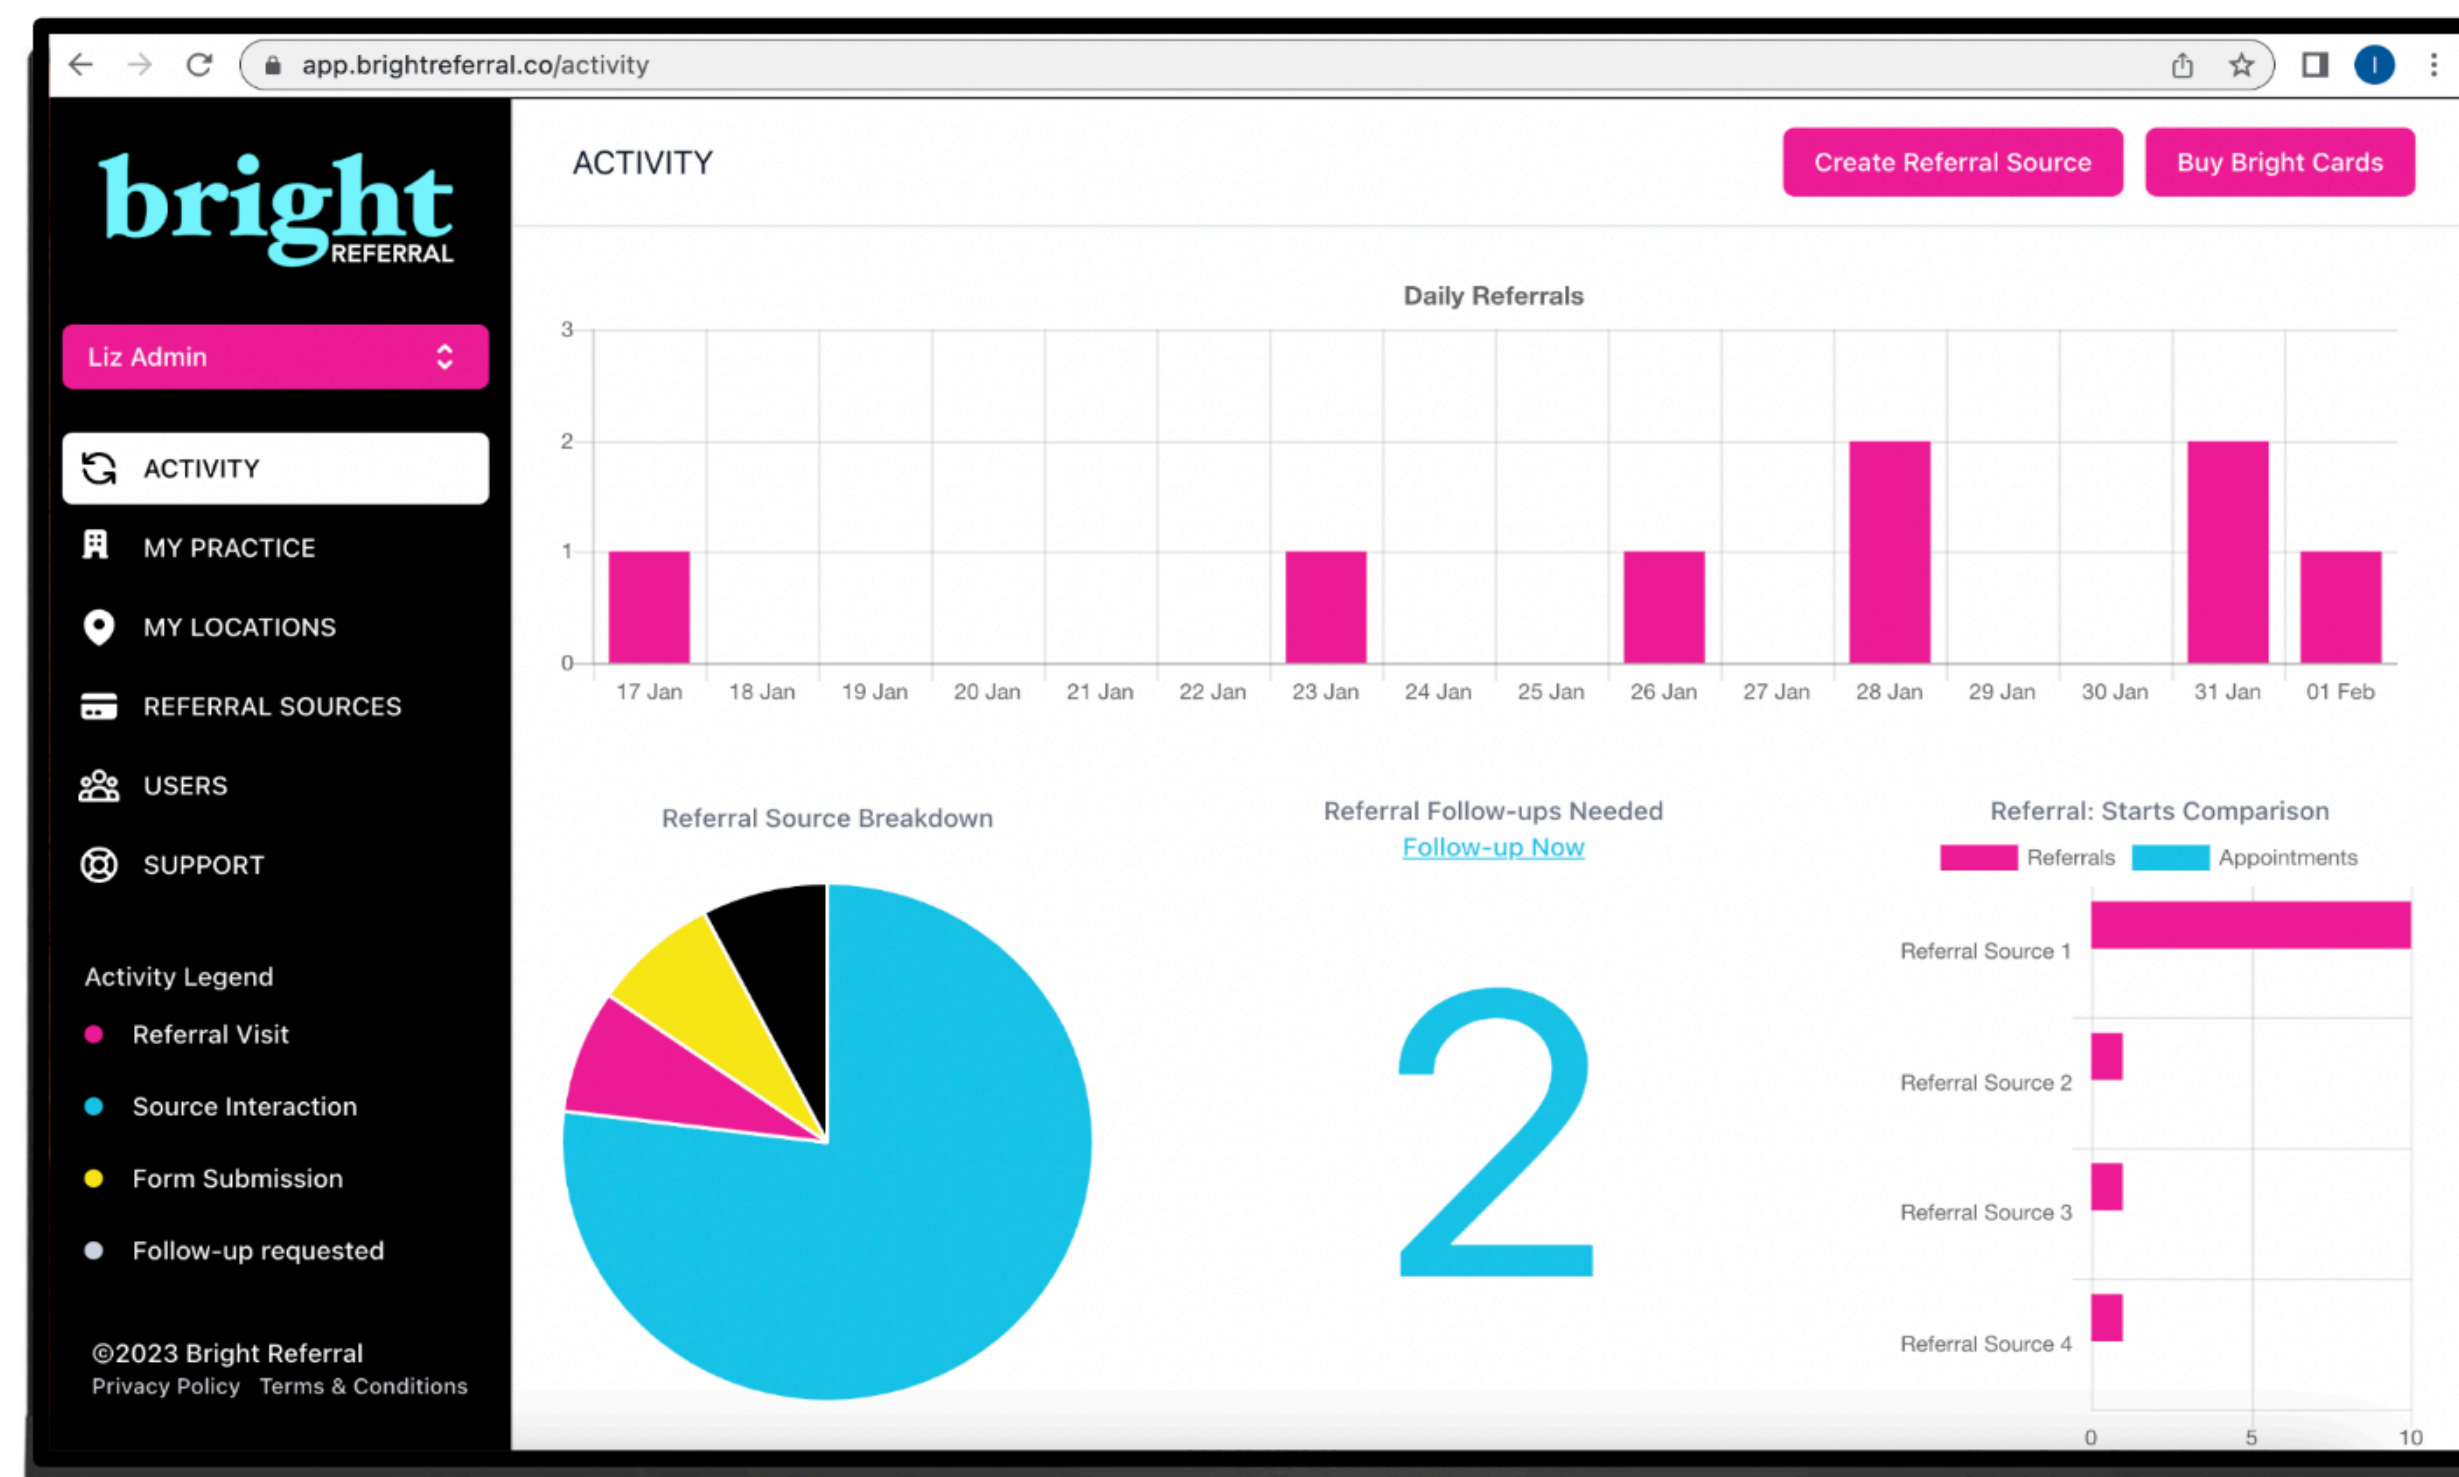 app.brightreferral.co/activity
bright
REFERRAL
Liz Admin
ACTIVITY
MY PRACTICE
MY LOCATIONS
REFERRAL SOURCES
USERS
SUPPORT
Activity Legend
Referral Visit
Source Interaction
Form Submission
Follow-up requested
©2023 Bright Referral
Privacy Policy Terms & Conditions
ACTIVITY
Create Referral Source
Buy Bright Cards
I
Daily Referrals
3
2
1
0
17 Jan 18 Jan 19 Jan 20 Jan 21 Jan 22 Jan 23 Jan 24 Jan 25 Jan 26 Jan 27 Jan 28 Jan 29 Jan 30 Jan 31 Jan 01 Feb
Referral Source Breakdown
Referral Follow-ups Needed
Follow-up Now
2
Referral: Starts Comparison
Referrals Appointments
Referral Source 1
Referral Source 2
Referral Source 3
Referral Source 4
0 5 10